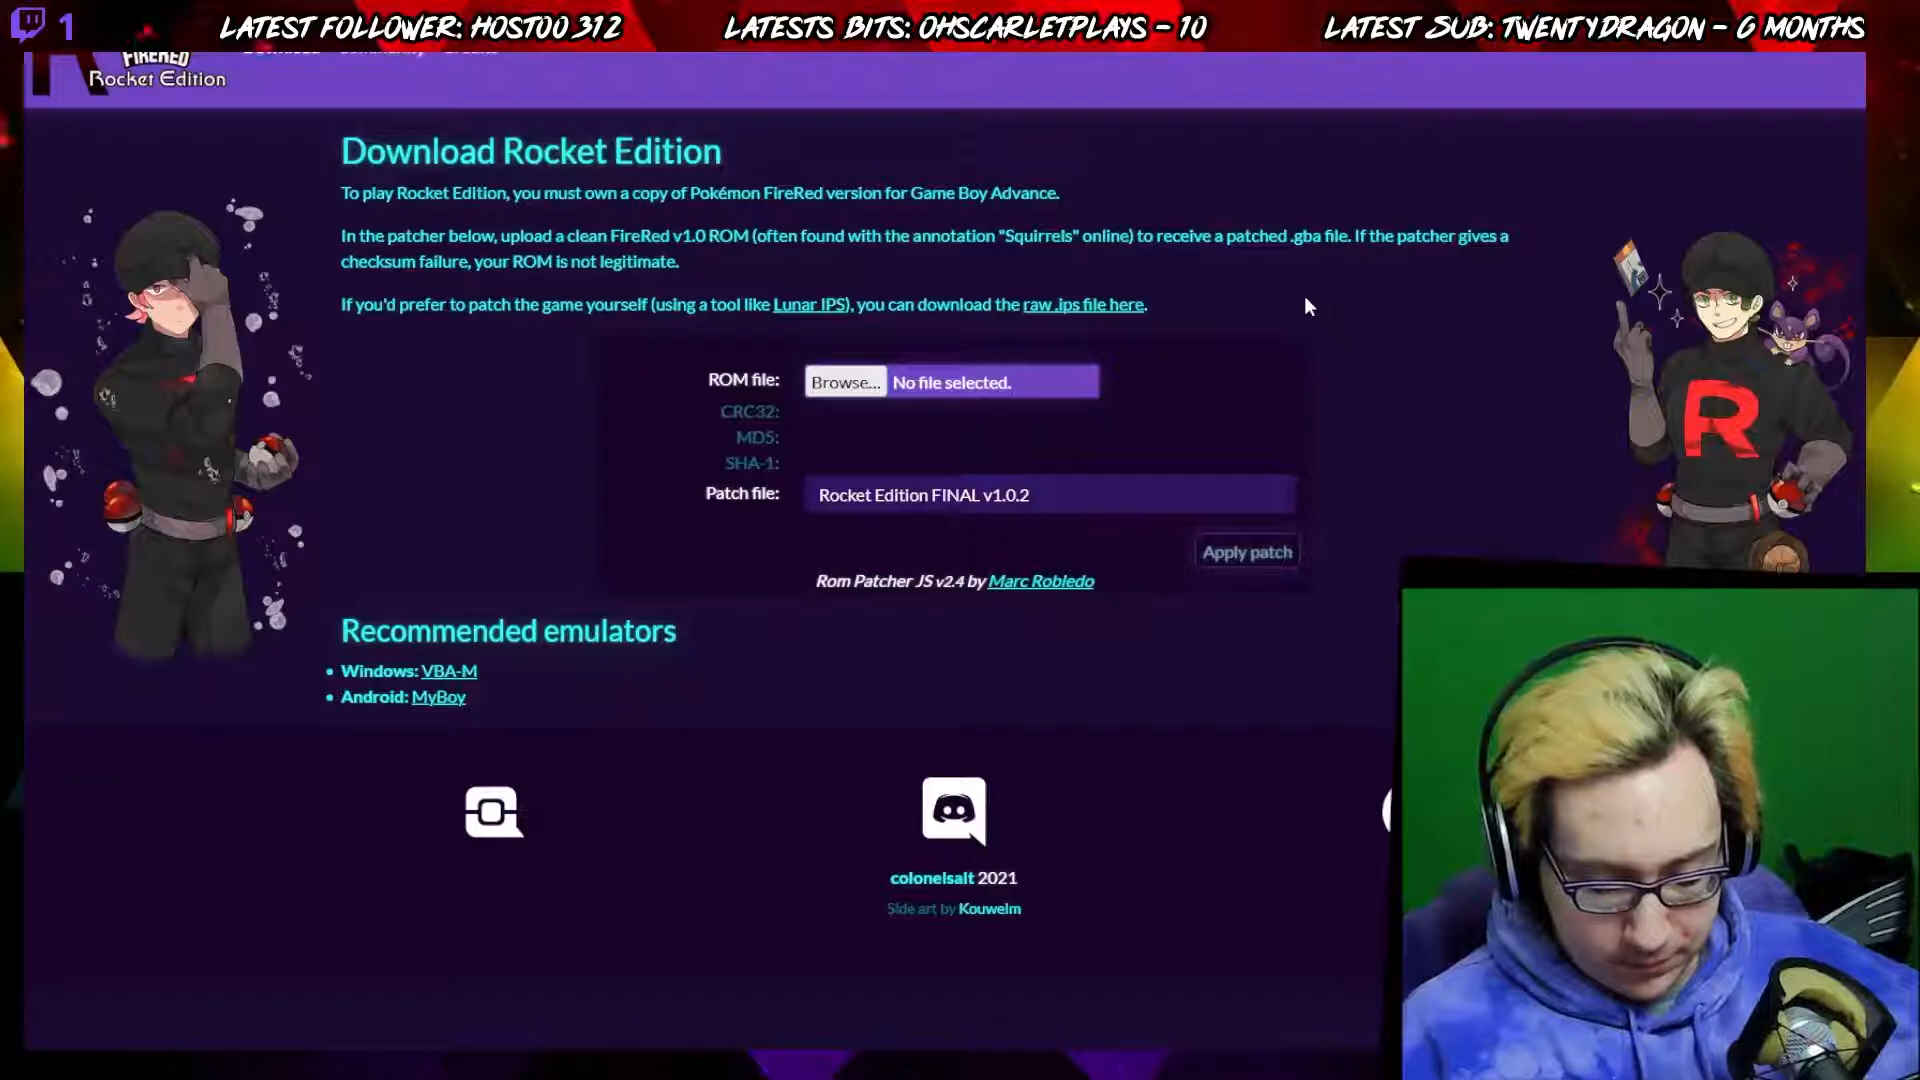 1
LATEST FOLLOWER: HOSTOO312
LATESTS BITS: OHSCARLETPLAYS - 10
LATEST SUB: TWENTYDRAGON - 6 MONTHS
FIRERED
Rocket Edition
Download Rocket Edition
To play Rocket Edition, you must own a copy of Pokémon FireRed version for Game Boy Advance.
In the patcher below, upload a clean FireRed v1.0 ROM (often found with the annotation "Squirrels" online) to receive a patched .gba file. If the patcher gives a
checksum failure, your ROM is not legitimate.
If you'd prefer to patch the game yourself (using a tool like Lunar IPS), you can download the raw .ips file here.
ROM file: Browse... No file selected.
CRC32:
MD5:
SHA-1:
Patch file: Rocket Edition FINAL v1.0.2
Apply patch
Rom Patcher JS v2.4 by Marc Robledo
R
Recommended emulators
• Windows: VBA-M
• Android: MyBoy
colonelsalt 2021
Side art by Kouwelm